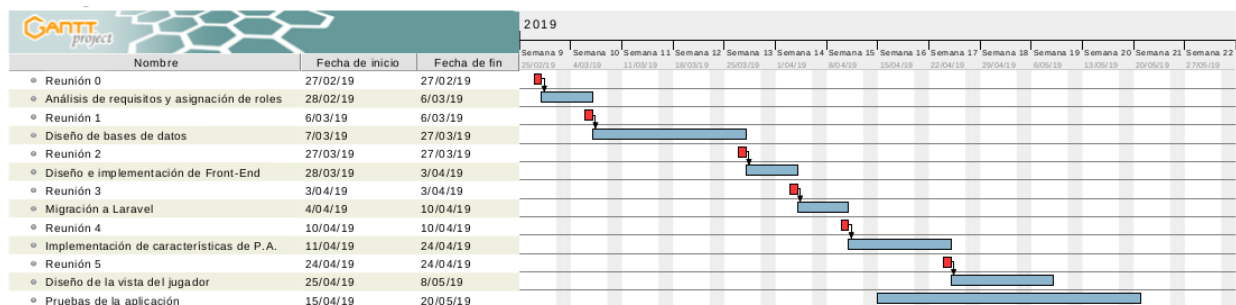 GANTT
project
2019
Semana 9 Semana 10 Semana 11 Semana 12 Semana 13 Semana 14 Semana 15 Semana 16 Semana 17 Semana 18 Semana 19 Semana 20 Semana 21 Semana 22
Nombre Fecha de inicio Fecha de fin 25/02/19 4/03/19 11/03/19 18/03/19 25/03/19 1/04/19 8/04/19 15/04/19 22/04/19 29/04/19 6/05/19 13/05/19 20/05/19 27/05/19
Reunión 0 27/02/19 27/02/19
Análisis de requisitos y asignación de roles 28/02/19 6/03/19
Reunión 1 6/03/19 6/03/19
Diseño de bases de datos 7/03/19 27/03/19
Reunión 2 27/03/19 27/03/19
Diseño e implementación de Front-End 28/03/19 3/04/19
Reunión 3 3/04/19 3/04/19
Migración a Laravel 4/04/19 10/04/19
Reunión 4 10/04/19 10/04/19
Implementación de características de P.A. 11/04/19 24/04/19
Reunión 5 24/04/19 24/04/19
Diseño de la vista del jugador 25/04/19 8/05/19
Pruebas de la aplicación 15/04/19 20/05/19